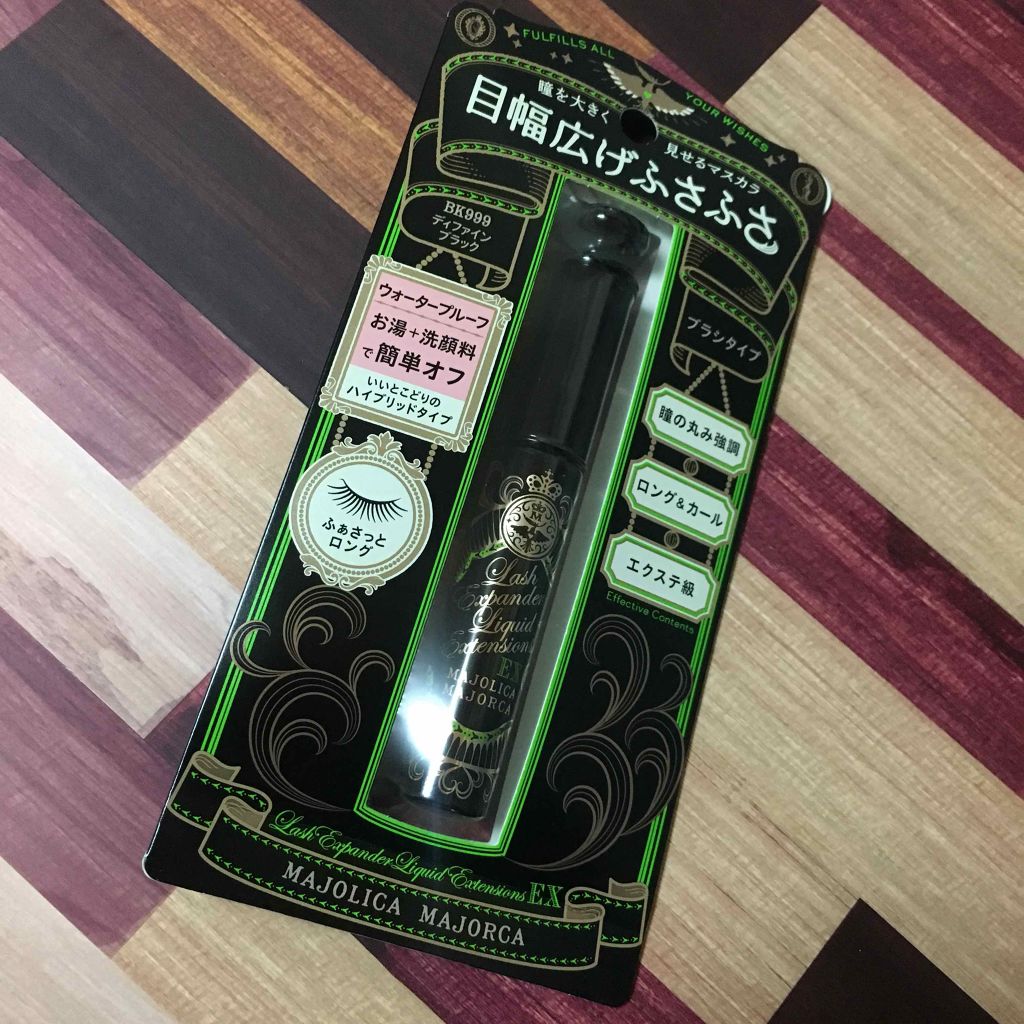 FULFILLS ALL
YOUR WISHES
瞳を大きく
見せるマスカラ
目幅広げふさふさ
BK999
ディファイン
ブラック
ウォータープルーフ
お湯+洗顔料
で簡単オフ
いいとこどりの
ハイブリッドタイプ
ふぁさっと
ロング
ブラシタイプ
瞳の丸み強調
ロング&カール
エクステ級
Effective Contents
M
Lash
Expander
Liquid
Extensions
EX
MAJOLICA
MAJORCA
Lash Expander Liquid Extensions EX
MAJOLICA MAJORCA